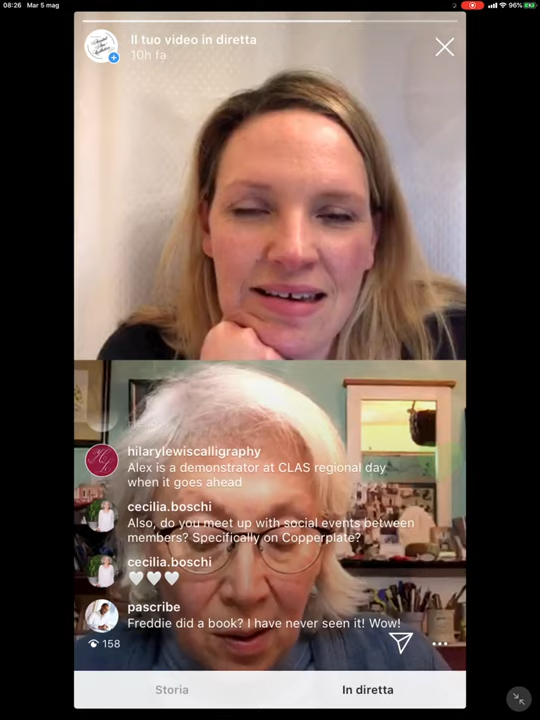 08:26 Mar 5 mag
96%
Il tuo video in diretta
10h fa
hilarylewiscalligraphy
Alex is a demonstrator at CLAS regional day
when it goes ahead
cecilia.boschi
Also, do you meet up with social events between
members? Specifically on Copperplate?
cecilia.boschi
🤍🤍🤍
pascribe
Freddie did a book? I have never seen it! Wow!
158
Storia
In diretta